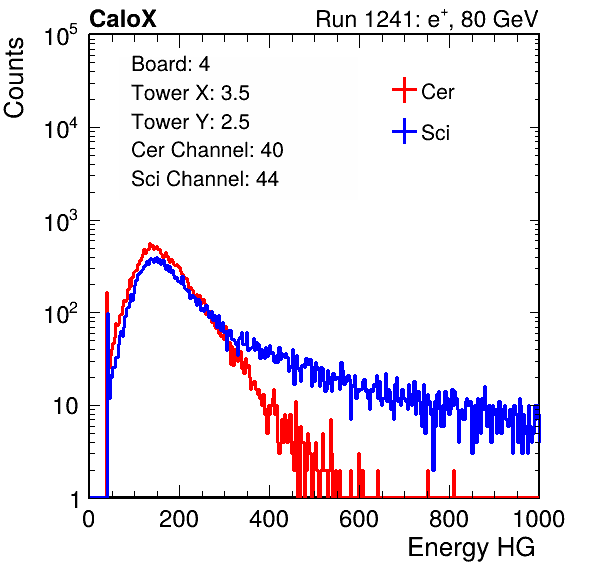 CaloX Run 1241: e⁺, 80 GeV
Board: 4
Tower X: 3.5
Tower Y: 2.5
Cer Channel: 40
Sci Channel: 44
Cer
Sci
Counts
10⁵
10⁴
10³
10²
10
1
0 200 400 600 800 1000
Energy HG